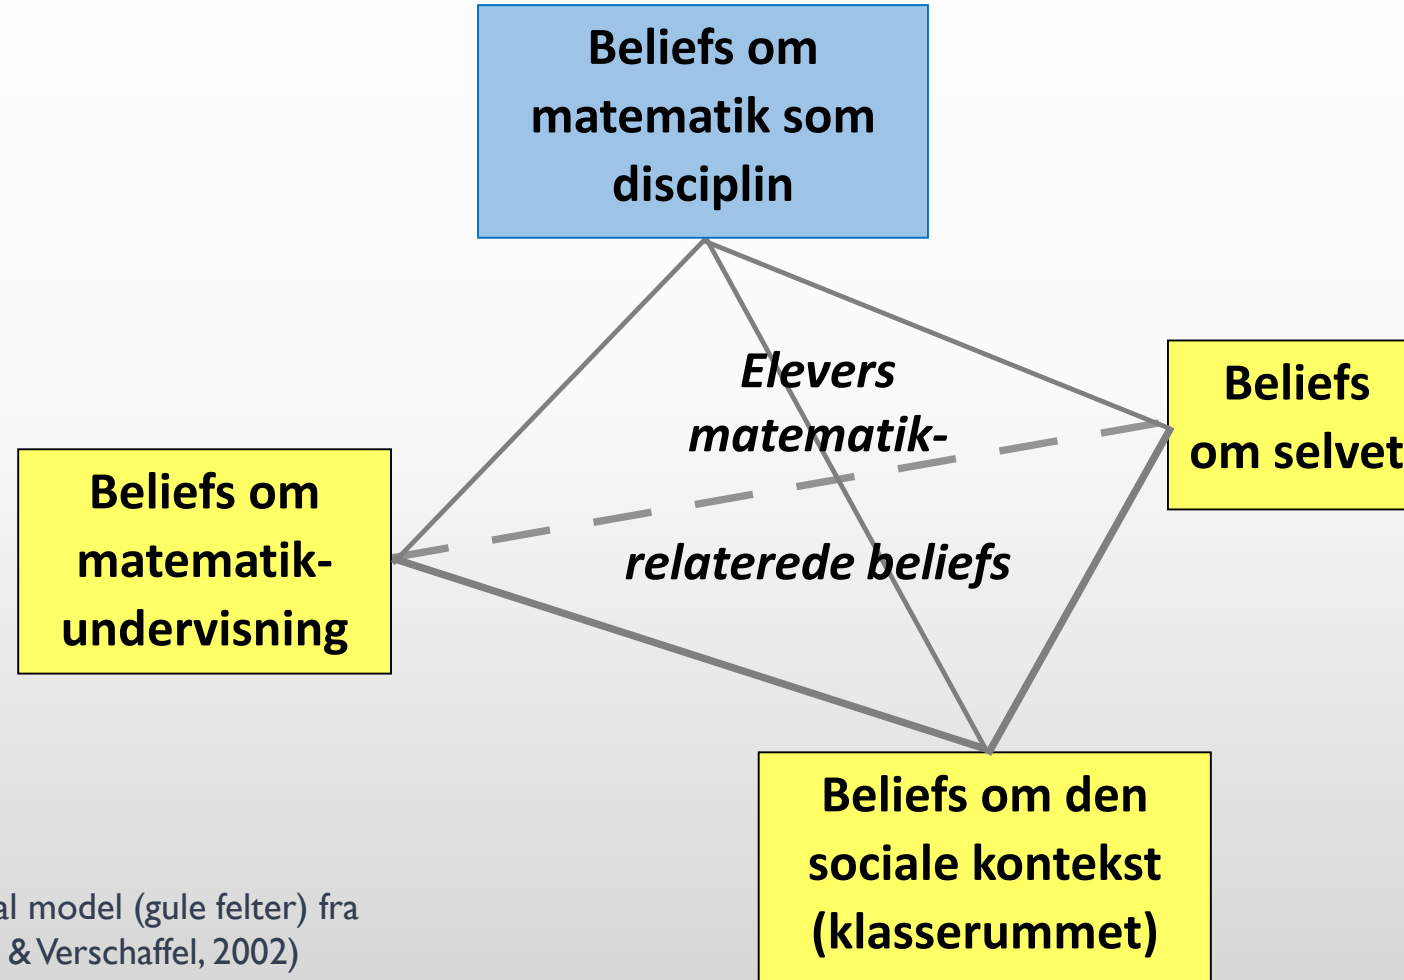 Beliefs om
matematik som
disciplin
Elevers
matematik-
relaterede beliefs
Beliefs
om selvet
Beliefs om
matematik-
undervisning
Beliefs om den
sociale kontekst
(klasserummet)
model (gule felter) fra
& Verschaffel, 2002)